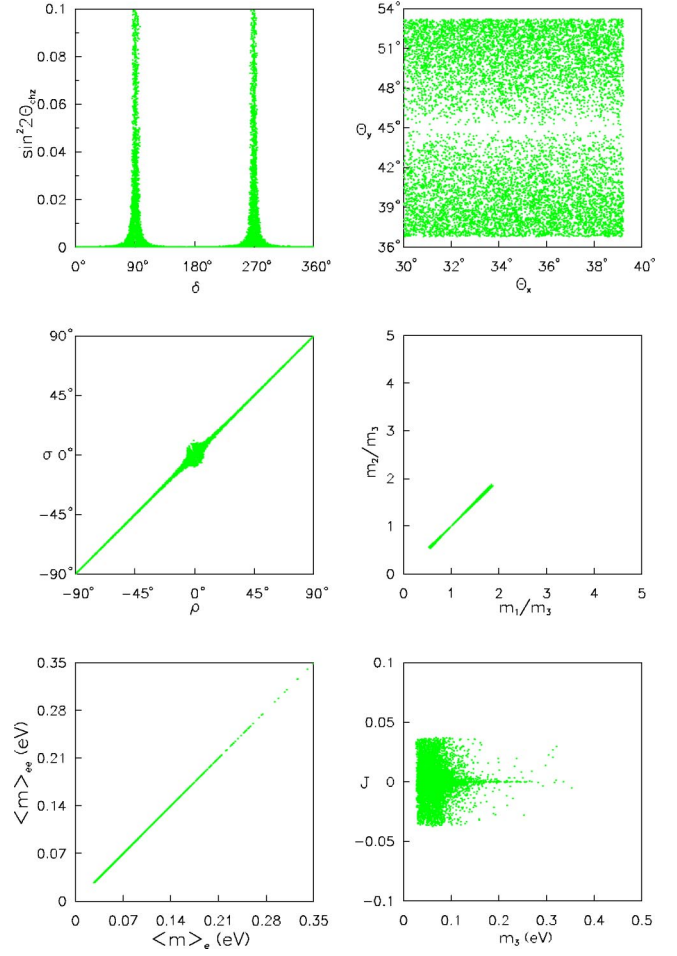 0.1 54°
0.08 51°
0.06 48°
sin²2Θchz Θy 45°
0.04 42°
0.02 39°
0 36°
0° 90° 180° 270° 360° 30° 32° 34° 36° 38° 40°
δ Θx
90° 5
45° 4
3
σ 0° m₂/m₃
2
−45° 1
−90° 0
−90° −45° 0° 45° 90° 0 1 2 3 4 5
ρ m₁/m₃
0.35 0.1
0.28 0.05
0.21
<m>ee (eV) J 0
0.14
0.07 −0.05
0 −0.1
0 0.07 0.14 0.21 0.28 0.35 0 0.1 0.2 0.3 0.4 0.5
<m>e (eV) m₃ (eV)